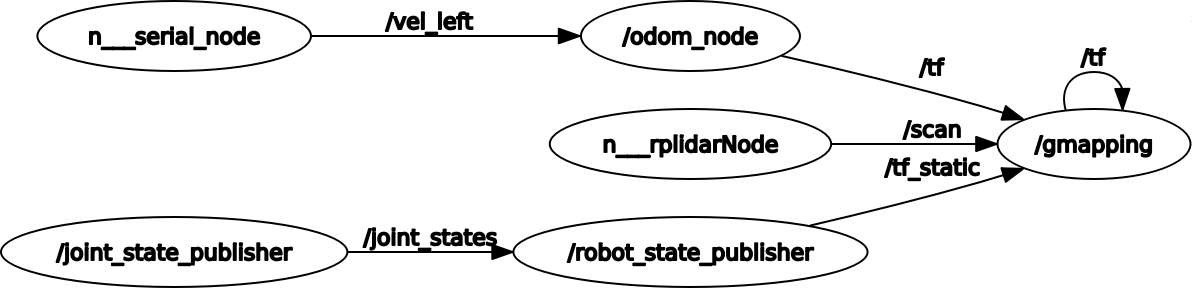 n___serial_node
/vel_left
/odom_node
/tf
/tf
n___rplidarNode
/scan
/gmapping
/tf_static
/joint_state_publisher
/joint_states
/robot_state_publisher